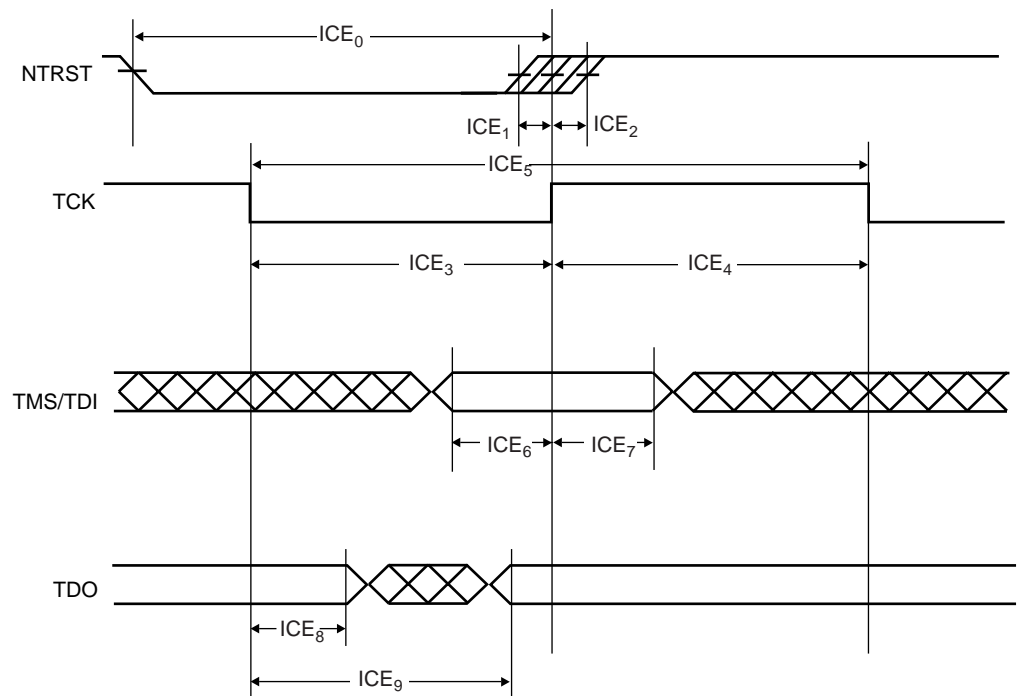 ICE₀
NTRST
ICE₁
ICE₂
ICE₅
TCK
ICE₃
ICE₄
TMS/TDI
ICE₆
ICE₇
TDO
ICE₈
ICE₉